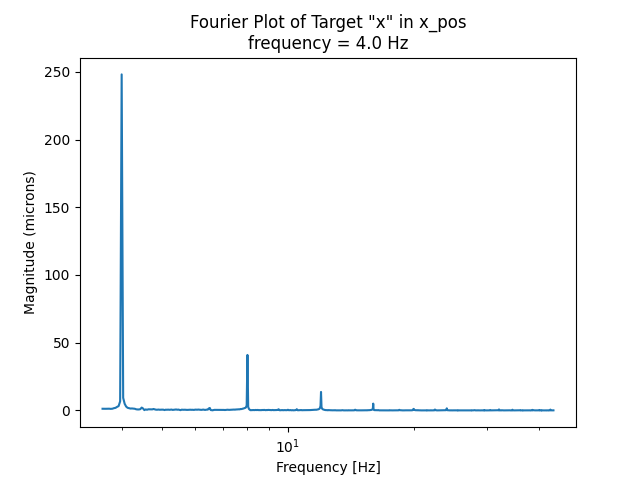 Fourier Plot of Target "x" in x_pos
frequency = 4.0 Hz
250
200
150
100
50
0
Magnitude (microns)
10¹
Frequency [Hz]